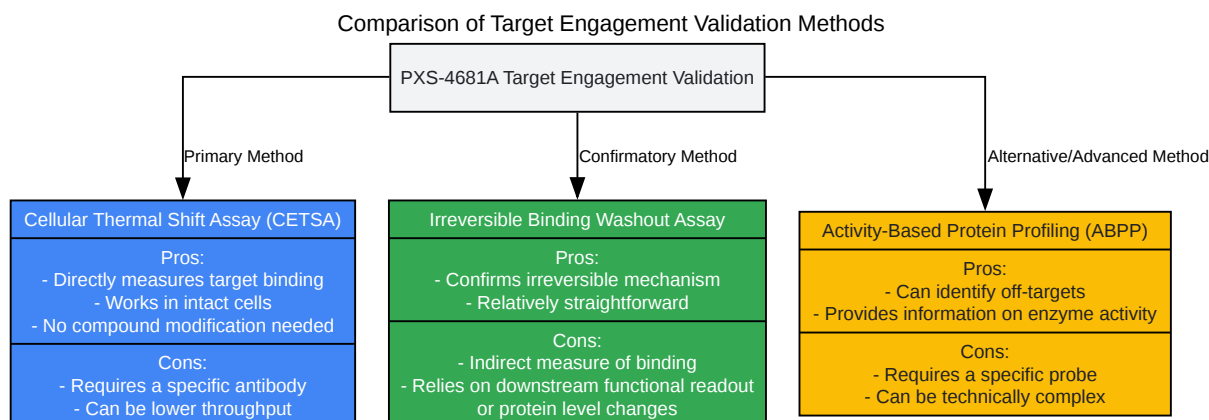 Comparison of Target Engagement Validation Methods
PXS-4681A Target Engagement Validation
Primary Method
Confirmatory Method
Alternative/Advanced Method
Cellular Thermal Shift Assay (CETSA)
Pros:
- Directly measures target binding
- Works in intact cells
- No compound modification needed
Cons:
- Requires a specific antibody
- Can be lower throughput
Irreversible Binding Washout Assay
Pros:
- Confirms irreversible mechanism
- Relatively straightforward
Cons:
- Indirect measure of binding
- Relies on downstream functional readout
or protein level changes
Activity-Based Protein Profiling (ABPP)
Pros:
- Can identify off-targets
- Provides information on enzyme activity
Cons:
- Requires a specific probe
- Can be technically complex